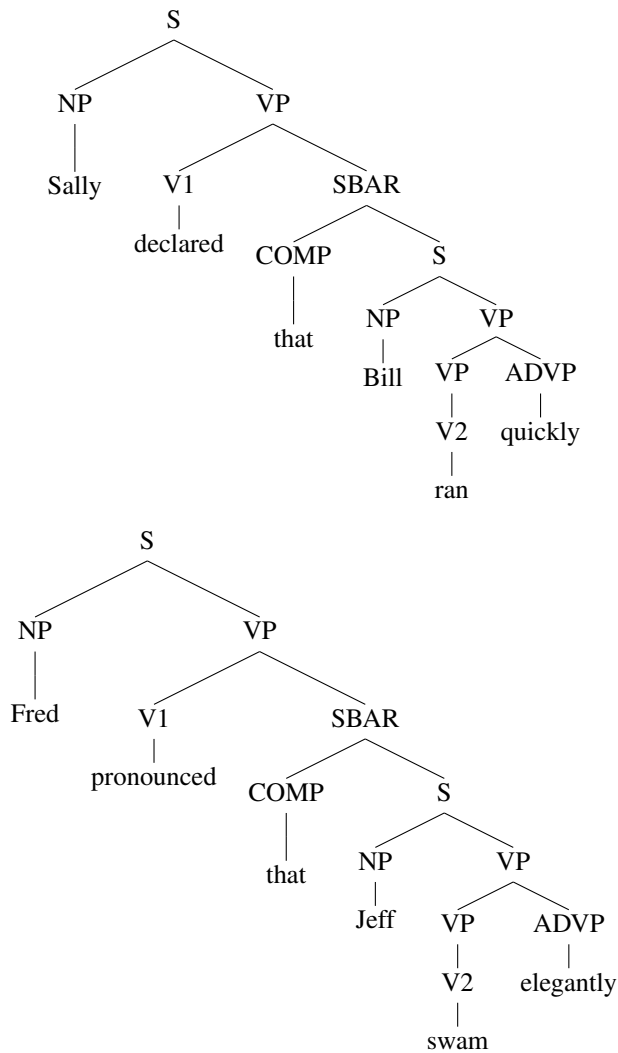 S
NP VP
Sally V1 SBAR
declared COMP S
that NP VP
Bill VP ADVP
V2 quickly
ran
S
NP VP
Fred V1 SBAR
pronounced COMP S
that NP VP
Jeff VP ADVP
V2 elegantly
swam